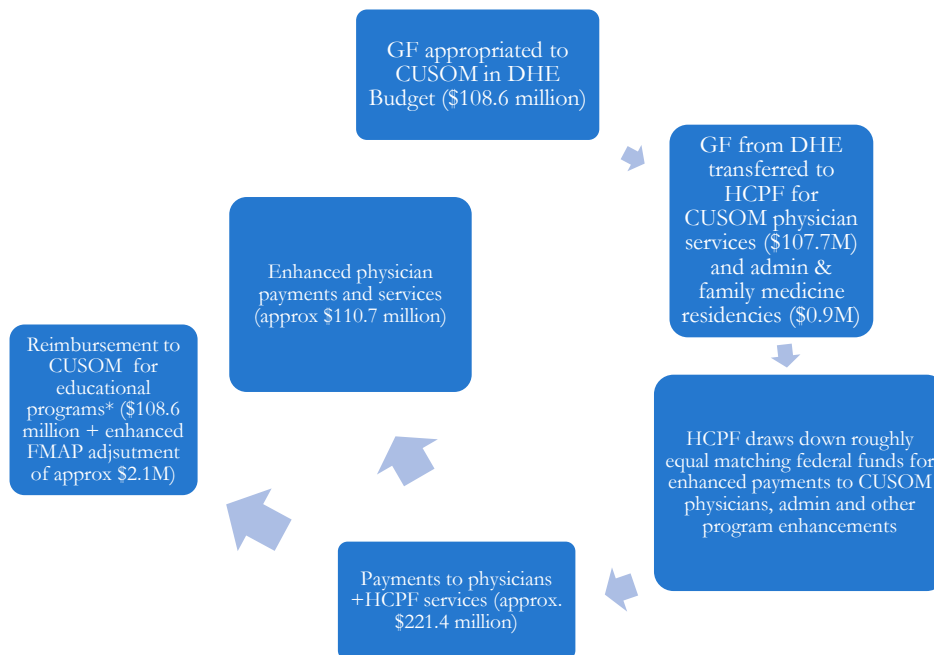 GF appropriated to
CUSOM in DHE
Budget ($108.6 million)
GF from DHE
transferred to
HCPF for
CUSOM physician
services ($107.7M)
and admin &
family medicine
residencies ($0.9M)
HCPF draws down roughly
equal matching federal funds for
enhanced payments to CUSOM
physicians, admin and other
program enhancements
Payments to physicians
+HCPF services (approx.
$221.4 million)
Reimbursement to
CUSOM for
educational
programs* ($108.6
million + enhanced
FMAP adjsutment
of approx $2.1M)
Enhanced physician
payments and services
(approx $110.7 million)